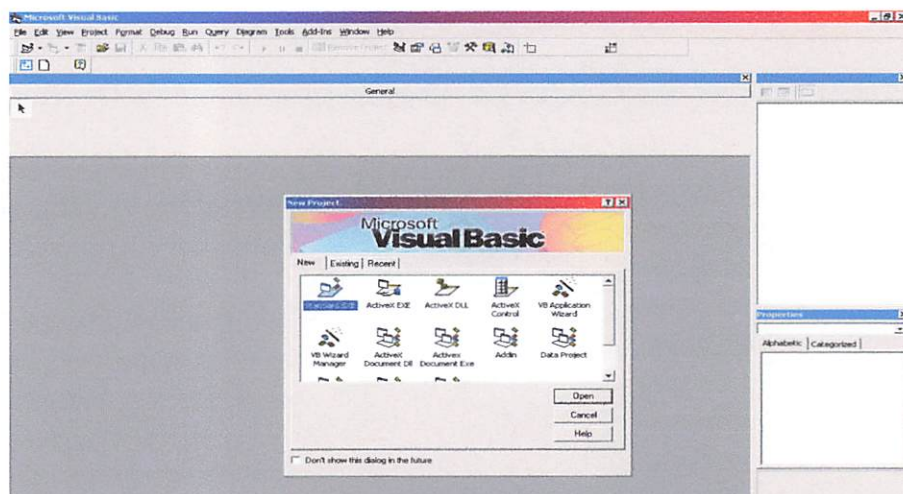 Microsoft Visual Basic
File Edit View Project Format Debug Run Query Diagram Tools Add-Ins Window Help
General
New Project
Microsoft
Visual Basic
New Existing Recent
Standard EXE ActiveX EXE ActiveX DLL ActiveX Control VB Application Wizard
VB Wizard Manager ActiveX Document Dll Activex Document Exe Addin Data Project
Open
Cancel
Help
Don't show this dialog in the future
Properties
Alphabetic Categorized